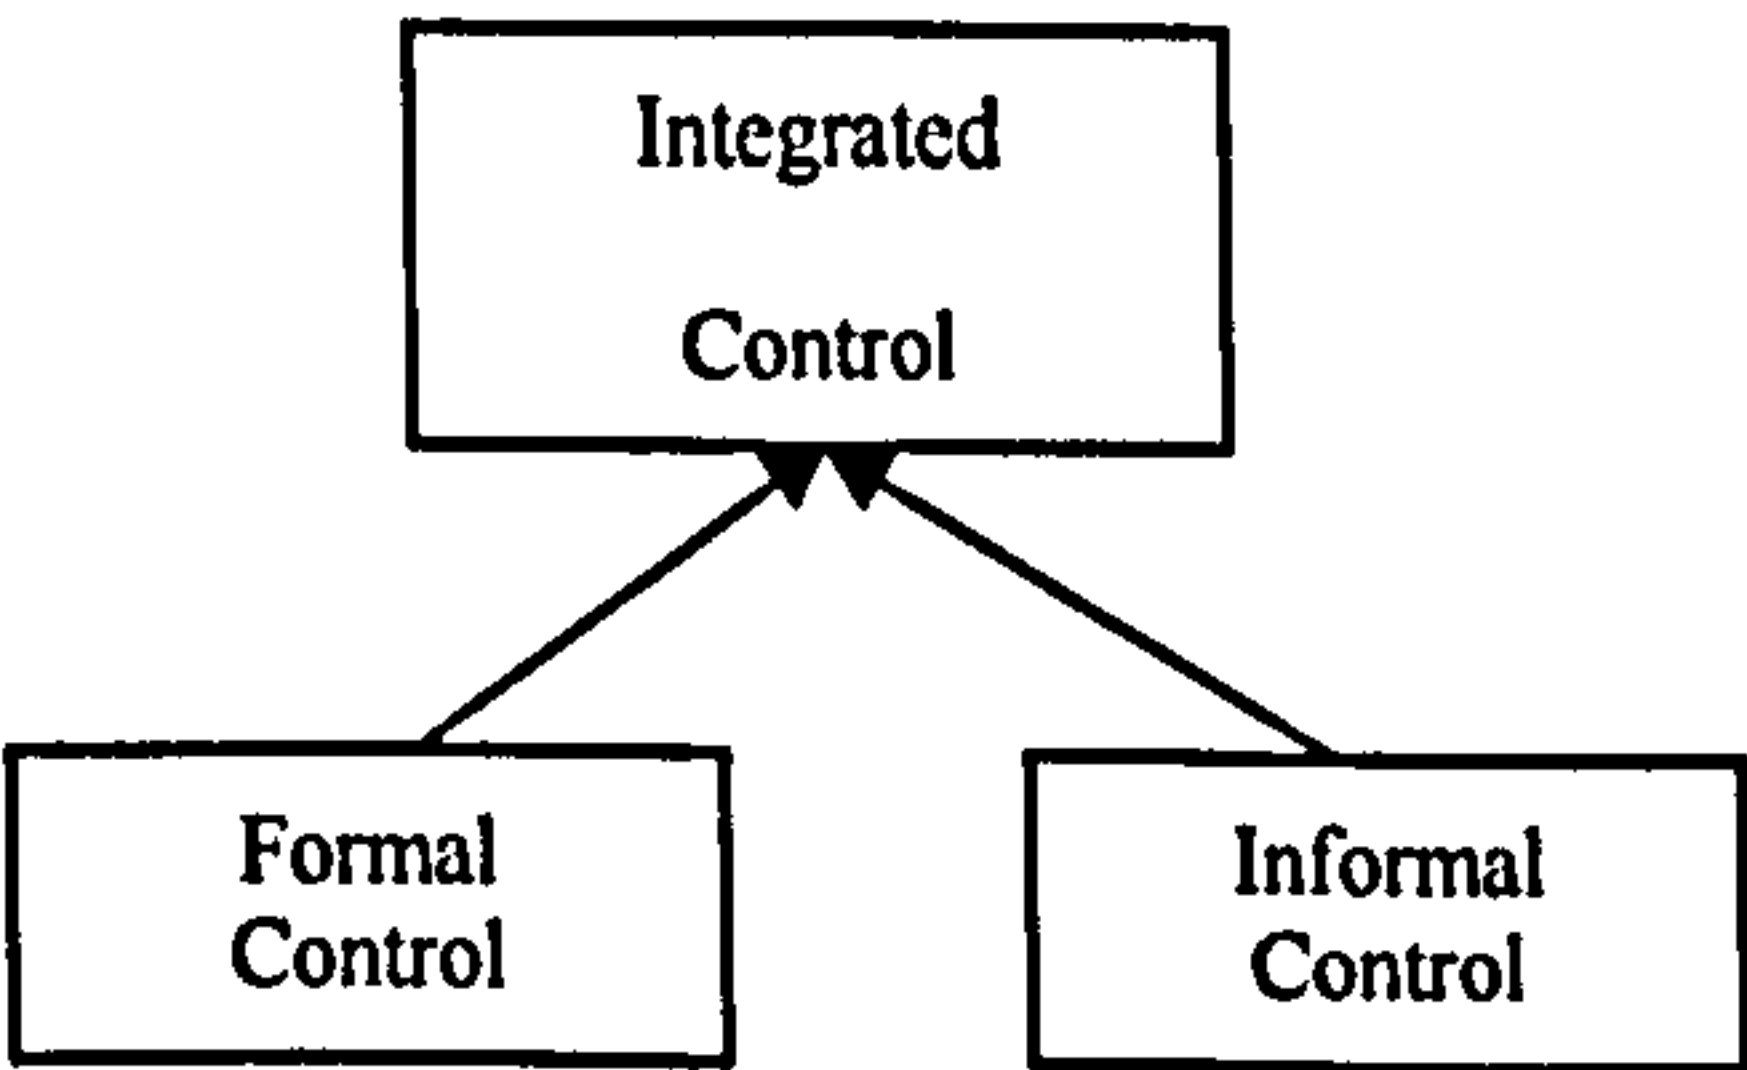 Integrated
Control
Formal
Control
Informal
Control